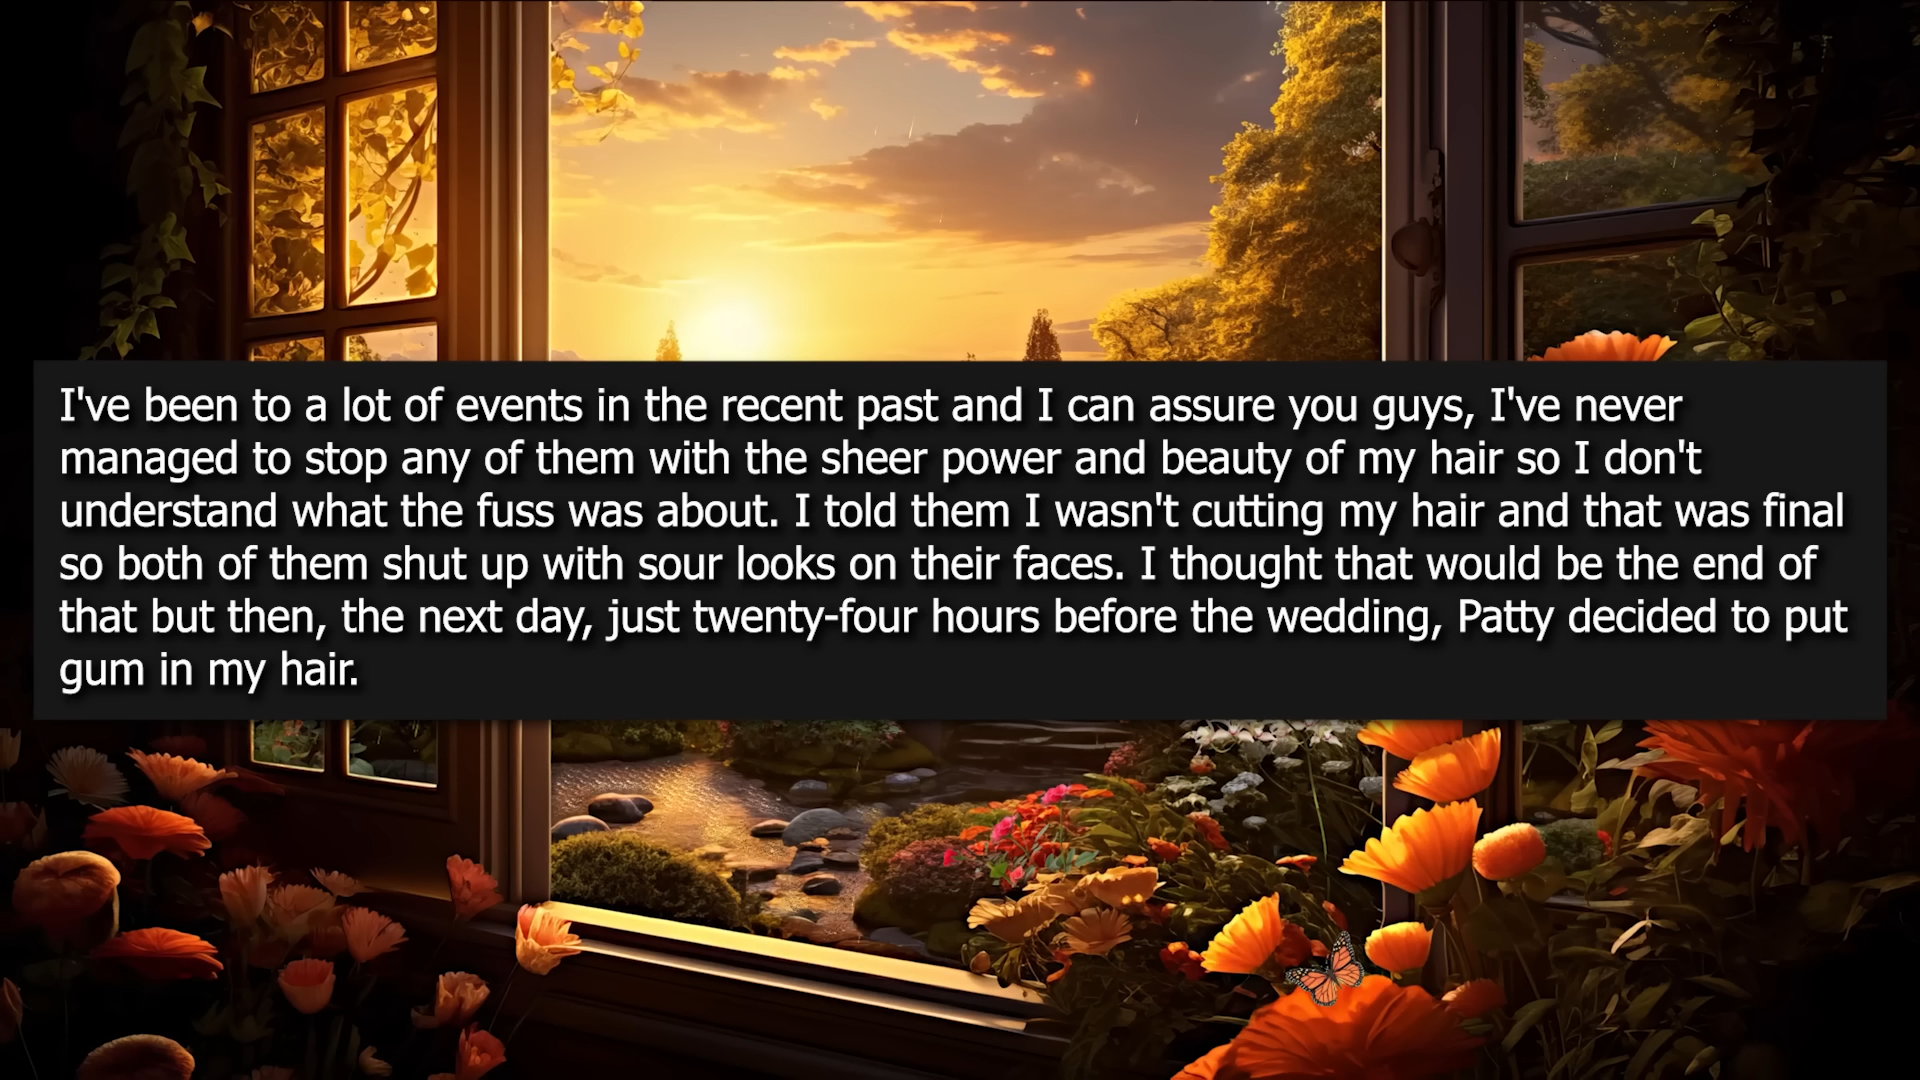 I've been to a lot of events in the recent past and I can assure you guys, I've never
managed to stop any of them with the sheer power and beauty of my hair so I don't
understand what the fuss was about. I told them I wasn't cutting my hair and that was final
so both of them shut up with sour looks on their faces. I thought that would be the end of
that but then, the next day, just twenty-four hours before the wedding, Patty decided to put
gum in my hair.